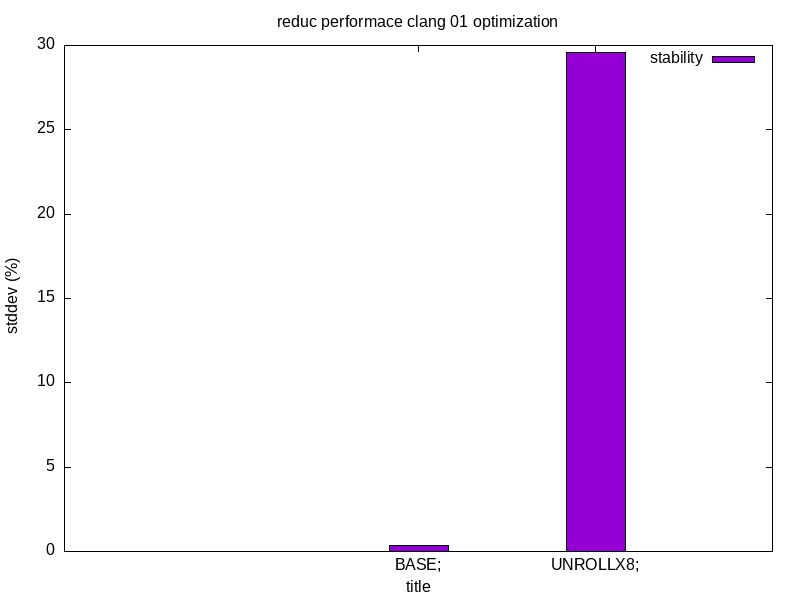 reduc performace clang 01 optimization
stability
30
25
20
15
10
5
0
stddev (%)
BASE;
UNROLLX8;
title